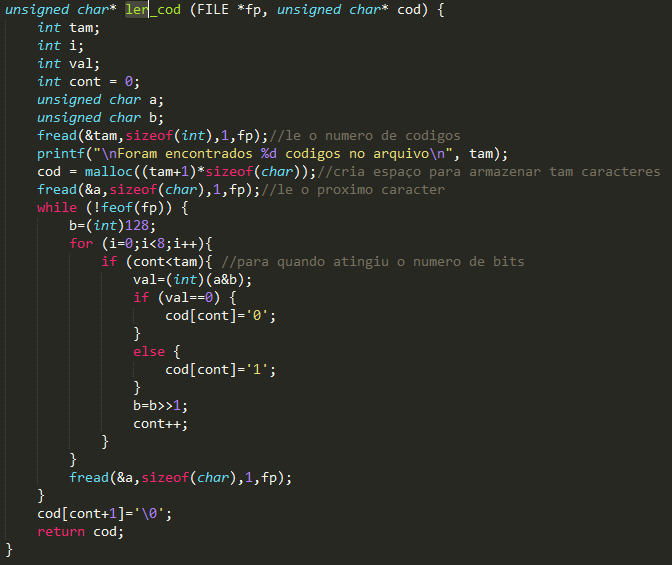 unsigned char* ler_cod (FILE *fp, unsigned char* cod) {
    int tam;
    int i;
    int val;
    int cont = 0;
    unsigned char a;
    unsigned char b;
    fread(&tam,sizeof(int),1,fp);//le o numero de codigos
    printf("\nForam encontrados %d codigos no arquivo\n", tam);
    cod = malloc((tam+1)*sizeof(char));//cria espaço para armazenar tam caracteres
    fread(&a,sizeof(char),1,fp);//le o proximo caracter
    while (!feof(fp)) {
        b=(int)128;
        for (i=0;i<8;i++){
            if (cont<tam){ //para quando atingiu o numero de bits
                val=(int)(a&b);
                if (val==0) {
                    cod[cont]='0';
                }
                else {
                    cod[cont]='1';
                }
                b=b>>1;
                cont++;
            }
        }
        fread(&a,sizeof(char),1,fp);
    }
    cod[cont+1]='\0';
    return cod;
}